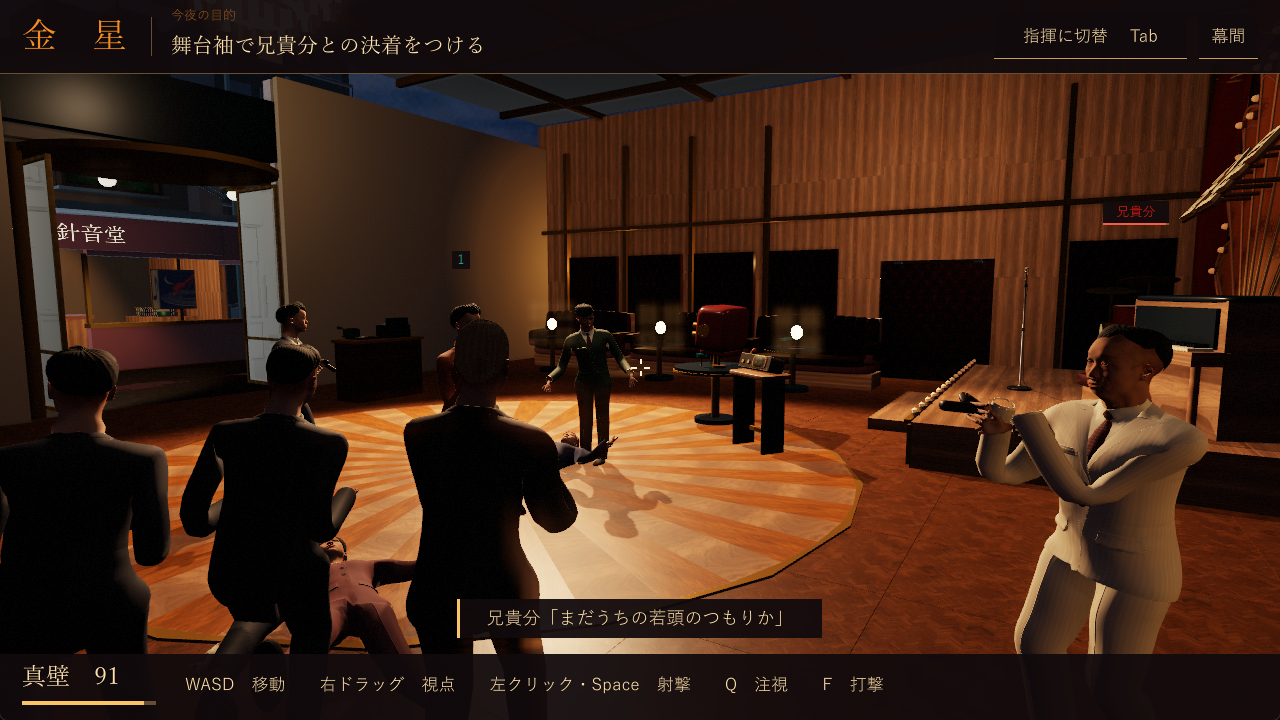 金 星
今夜の目的
舞台袖で兄貴分との決着をつける
指揮に切替 Tab
幕間
針音堂
1
兄貴分
兄貴分「まだうちの若頭のつもりか」
真壁 91
WASD 移動 右ドラッグ 視点 左クリック・Space 射撃 Q 注視 F 打撃